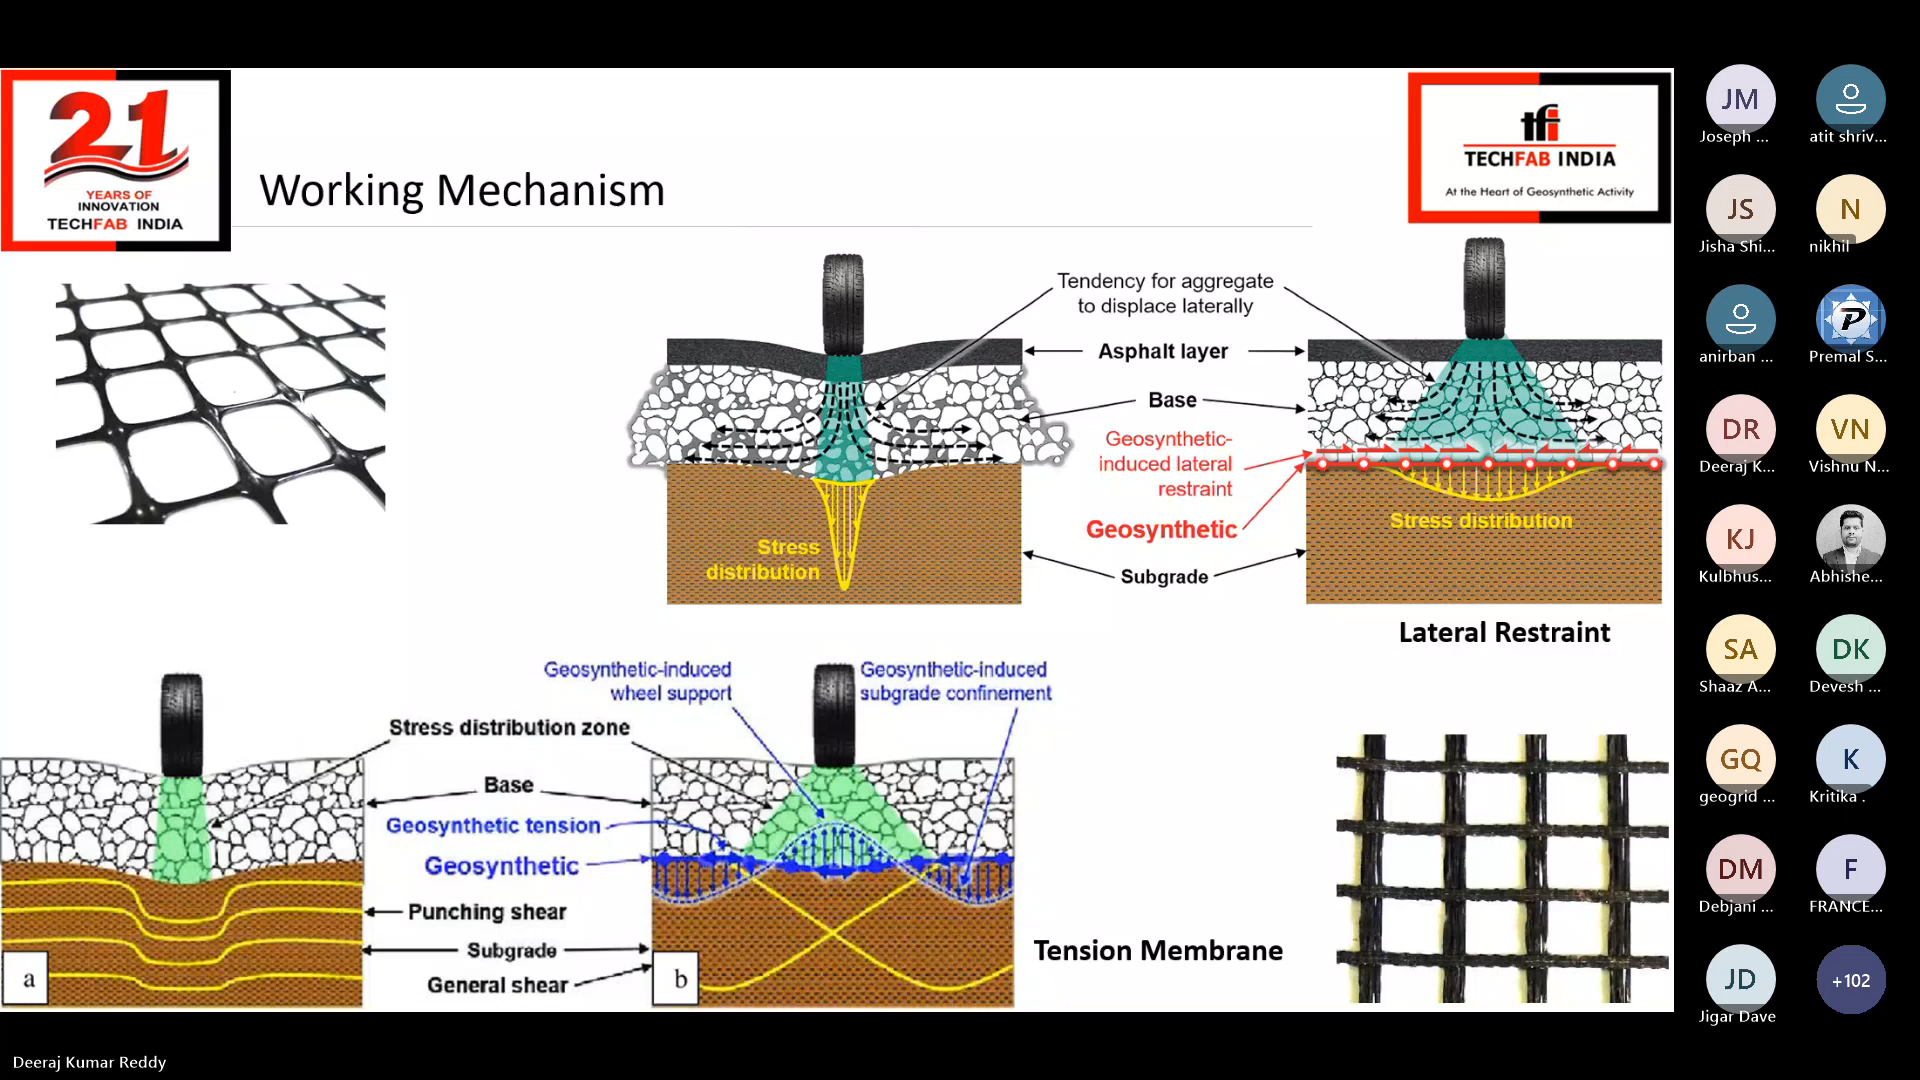 21
YEARS OF
INNOVATION
TECHFAB INDIA
Working Mechanism
tfi
TECHFAB INDIA
At the Heart of Geosynthetic Activity
Tendency for aggregate
to displace laterally
Asphalt layer
Base
Geosynthetic-
induced lateral
restraint
Geosynthetic
Subgrade
Stress
distribution
Stress distribution
Lateral Restraint
Geosynthetic-induced
wheel support
Geosynthetic-induced
subgrade confinement
Stress distribution zone
Base
Geosynthetic tension
Geosynthetic
Punching shear
Subgrade
General shear
a
b
Tension Membrane
JM
Joseph ...
atit shriv...
JS
Jisha Shi...
N
nikhil
anirban ...
P
Premal S...
DR
Deeraj K...
VN
Vishnu N...
KJ
Kulbhus...
Abhishe...
SA
Shaaz A...
DK
Devesh ...
GQ
geogrid ...
K
Kritika .
DM
Debjani ...
F
FRANCE...
JD
Jigar Dave
+102
Deeraj Kumar Reddy